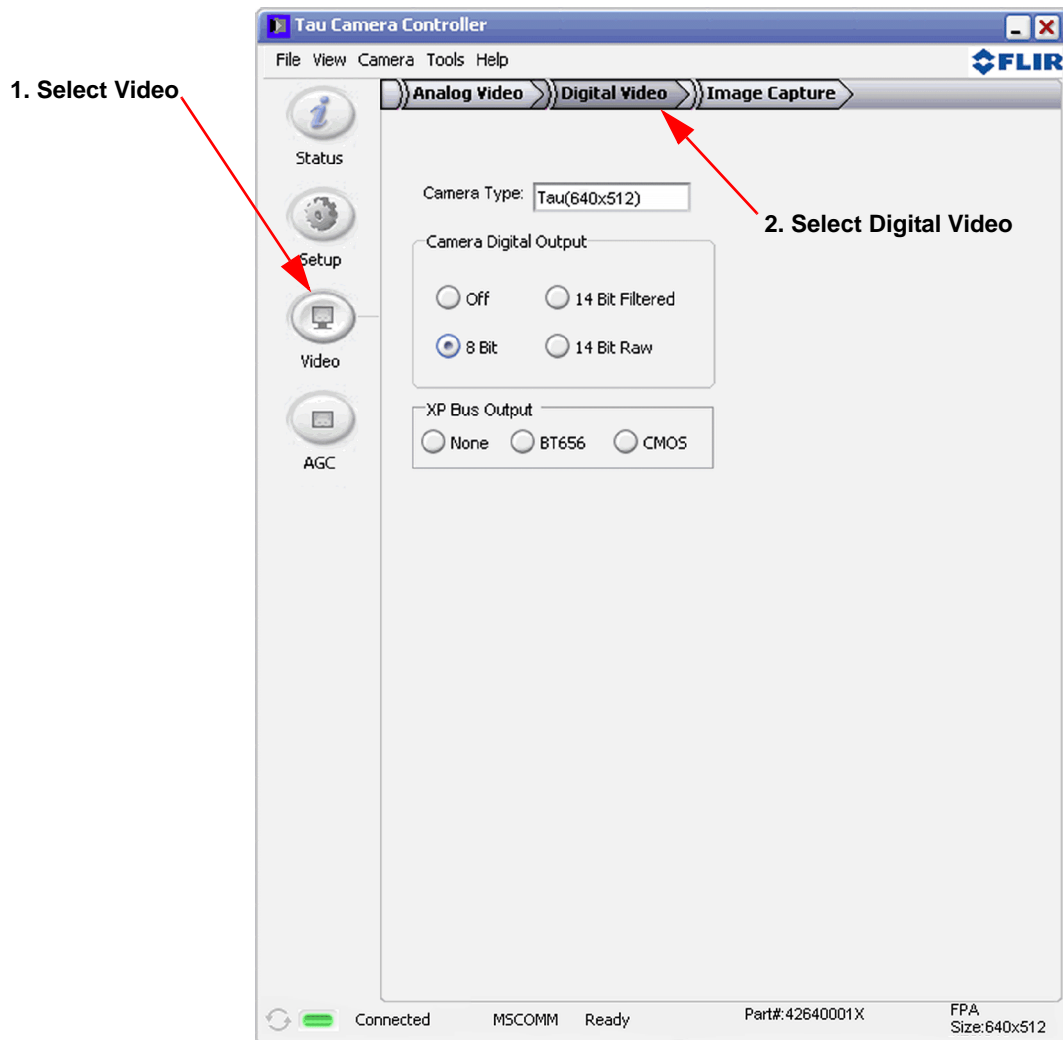 Tau Camera Controller
File View Camera Tools Help
FLIR
1. Select Video
Analog Video Digital Video Image Capture
Status
Camera Type: Tau(640x512)
2. Select Digital Video
Camera Digital Output
Setup
Off 14 Bit Filtered
8 Bit 14 Bit Raw
Video
XP Bus Output
None BT656 CMOS
AGC
Connected MSCOMM Ready Part#:42640001X FPA
Size:640x512